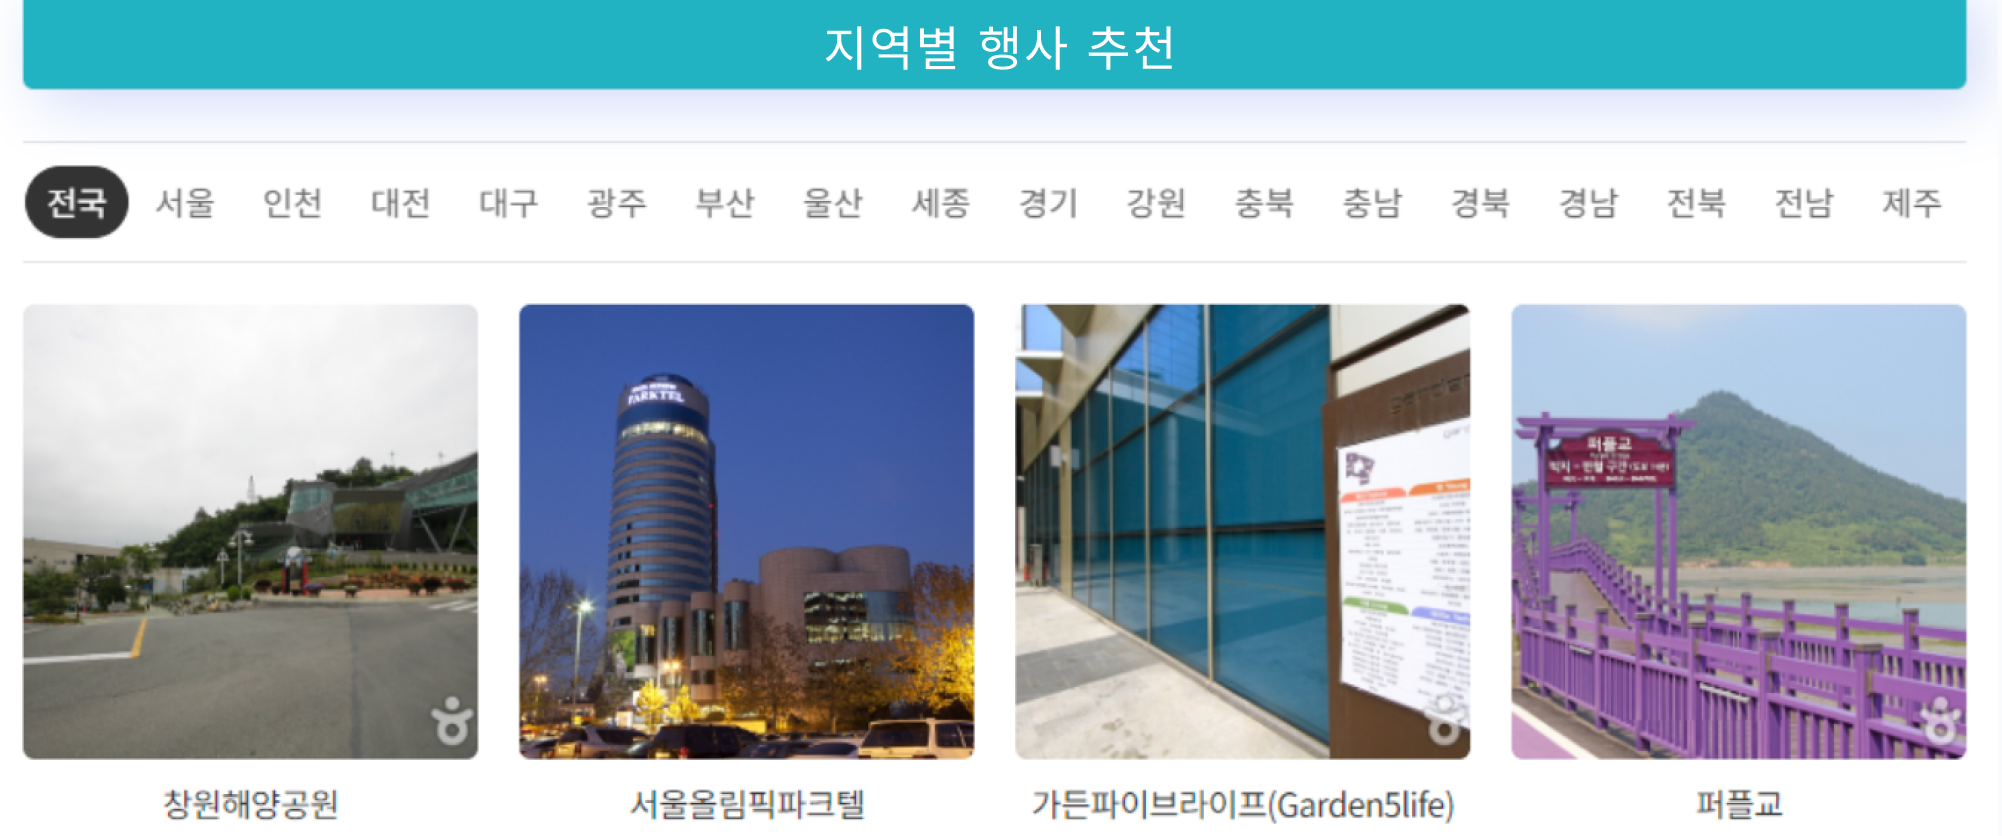 지역별 행사 추천
전국 서울 인천 대전 대구 광주 부산 울산 세종 경기 강원 충북 충남 경북 경남 전북 전남 제주
PARKTEL
퍼플교
창원해양공원
서울올림픽파크텔
가든파이브라이프(Garden5life)
퍼플교